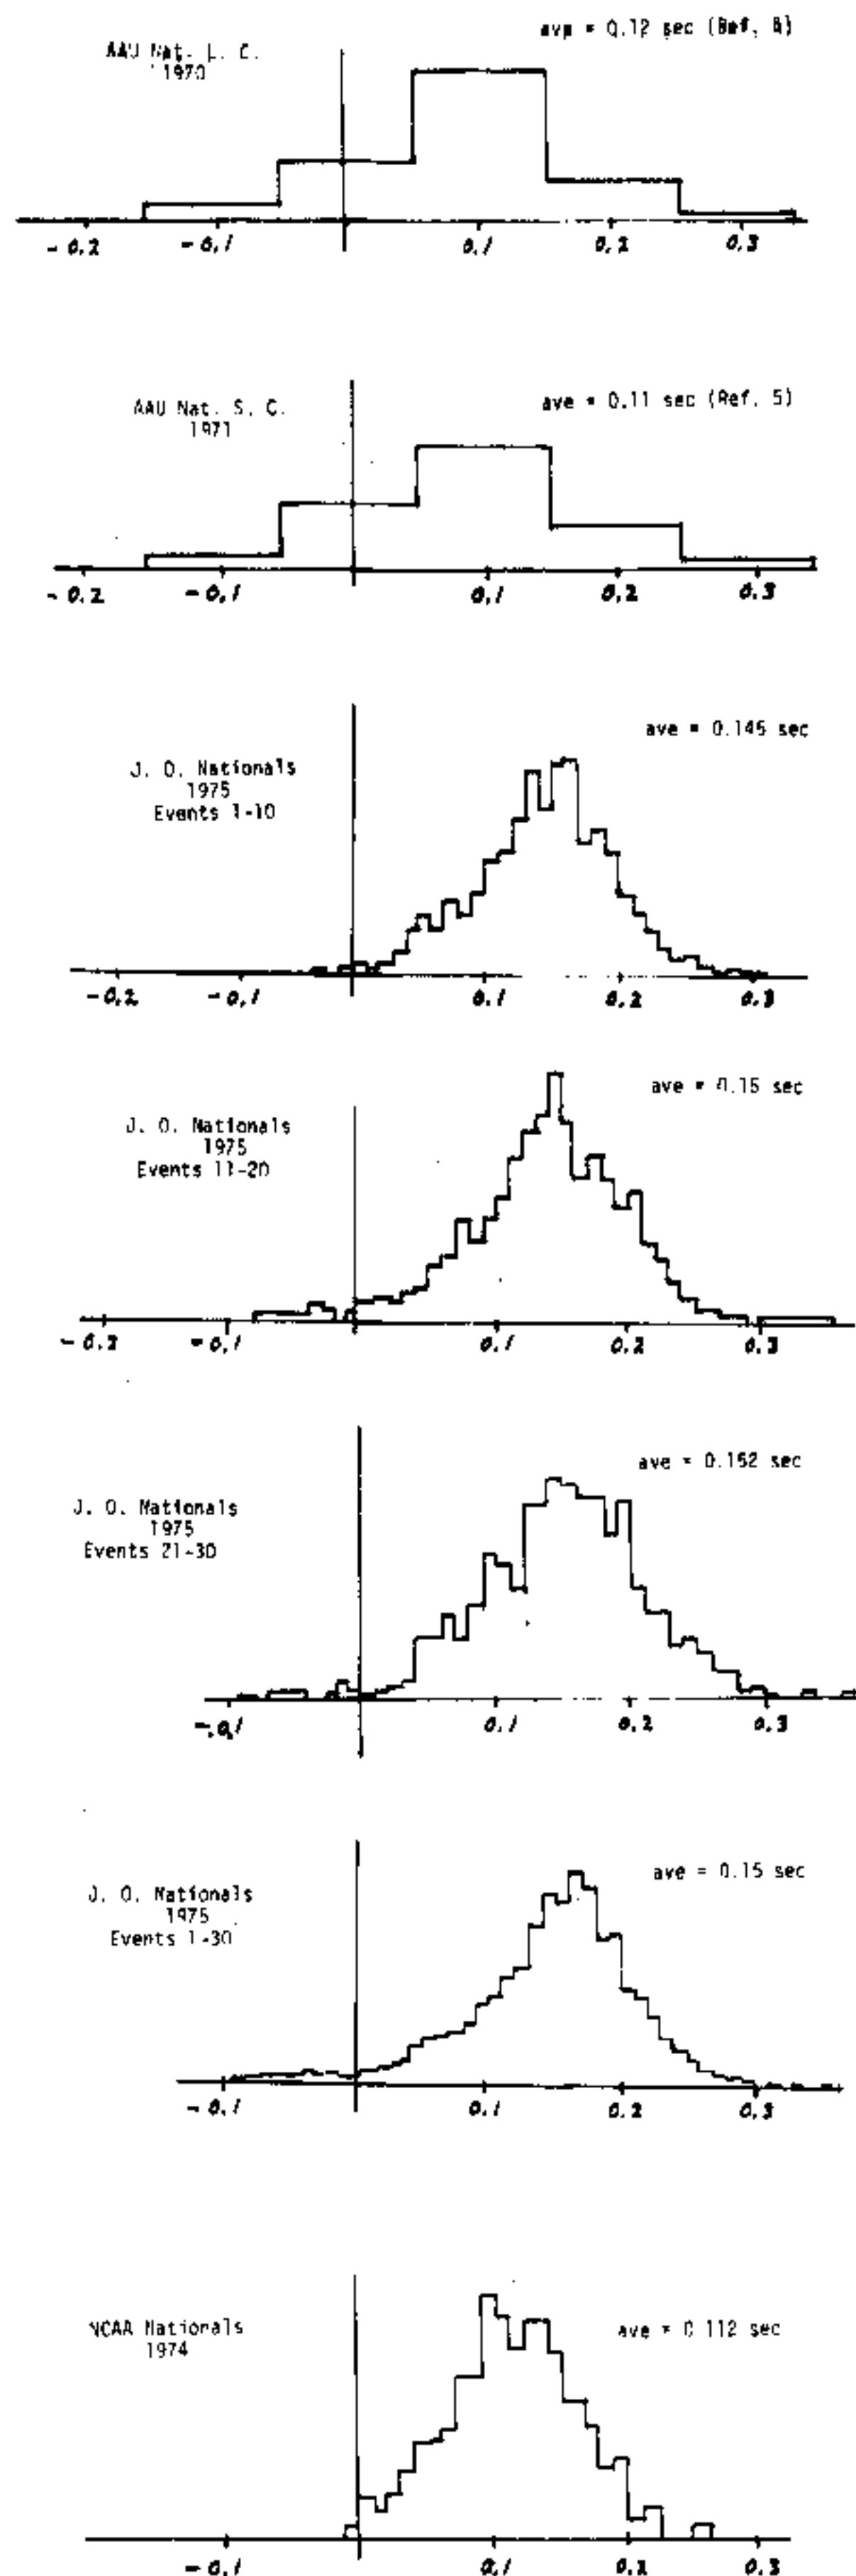 AAU Nat. L. C.
1970
ave = 0.12 sec (Ref.
-0.2 -0.1 0.1 0.2 0.3
AAU Nat. S. C.
1971
ave = 0.11 sec (Ref. 5)
-0.2 -0.1 0.1 0.2 0.3
J. O. Nationals
1975
Events 1-10
ave = 0.145 sec
-0.2 -0.1 0.1 0.2 0.3
J. O. Nationals
1975
Events 11-20
ave = 0.15 sec
-0.2 -0.1 0.1 0.2 0.3
J. O. Nationals
1975
Events 21-30
ave = 0.152 sec
-.0.1 0.1 0.2 0.3
J. O. Nationals
1975
Events 1-30
ave = 0.15 sec
-0.1 0.1 0.2 0.3
NCAA Nationals
1974
ave = 0.112 sec
-0.1 0.1 0.2 0.3